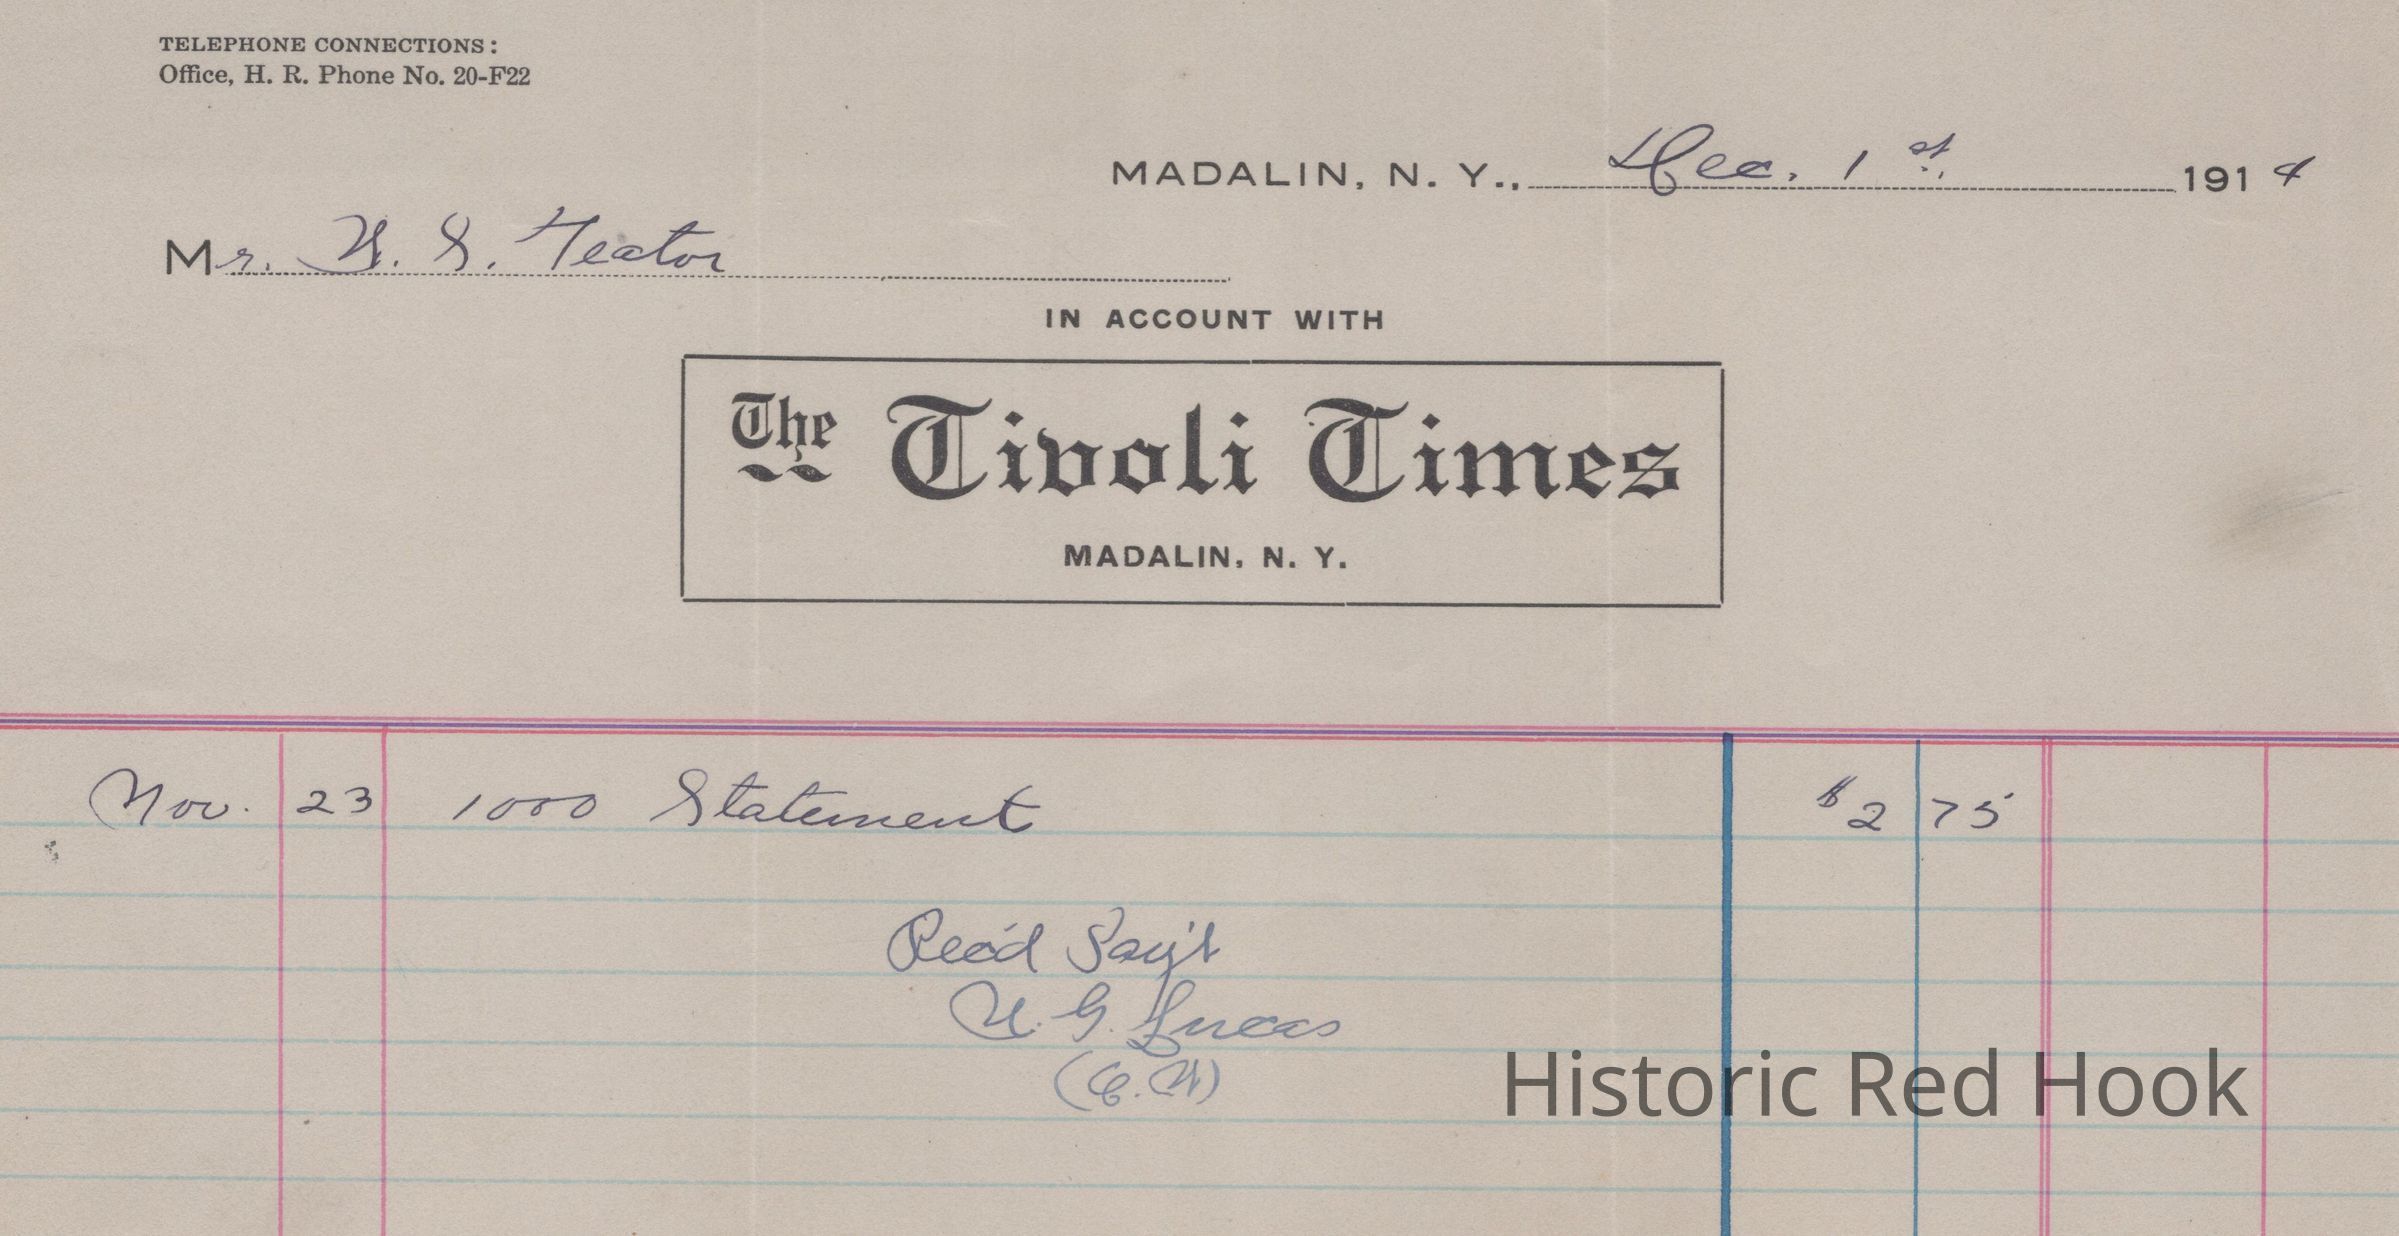 TELEPHONE CONNECTIONS:
Office, H. R. Phone No. 20-F22
MADALIN, N. Y., Dec. 1st. 1914
Mr. S. Teator
IN ACCOUNT WITH
The Tivoli Times
MADALIN, N. Y.
Nov. 23 1000 Statement $2 75
Rec'd Pay't
G. Lucas
Historic Red Hook